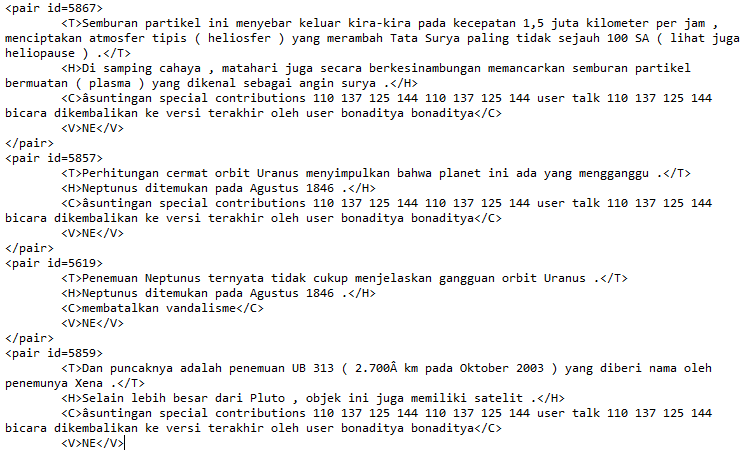 <pair id=5867>
<T>Semburan partikel ini menyebar keluar kira-kira pada kecepatan 1,5 juta kilometer per jam ,
menciptakan atmosfer tipis ( heliosfer ) yang merambah Tata Surya paling tidak sejauh 100 SA ( lihat juga
heliopause ) .</T>
<H>Di samping cahaya , matahari juga secara berkesinambungan memancarkan semburan partikel
bermuatan ( plasma ) yang dikenal sebagai angin surya .</H>
<C>âsuntingan special contributions 110 137 125 144 110 137 125 144 user talk 110 137 125 144
bicara dikembalikan ke versi terakhir oleh user bonaditya bonaditya</C>
<V>NE</V>
</pair>
<pair id=5857>
<T>Perhitungan cermat orbit Uranus menyimpulkan bahwa planet ini ada yang mengganggu .</T>
<H>Neptunus ditemukan pada Agustus 1846 .</H>
<C>âsuntingan special contributions 110 137 125 144 110 137 125 144 user talk 110 137 125 144
bicara dikembalikan ke versi terakhir oleh user bonaditya bonaditya</C>
<V>NE</V>
</pair>
<pair id=5619>
<T>Penemuan Neptunus ternyata tidak cukup menjelaskan gangguan orbit Uranus .</T>
<H>Neptunus ditemukan pada Agustus 1846 .</H>
<C>membatalkan vandalisme</C>
<V>NE</V>
</pair>
<pair id=5859>
<T>Dan puncaknya adalah penemuan UB 313 ( 2.700Â km pada Oktober 2003 ) yang diberi nama oleh
penemunya Xena .</T>
<H>Selain lebih besar dari Pluto , objek ini juga memiliki satelit .</H>
<C>âsuntingan special contributions 110 137 125 144 110 137 125 144 user talk 110 137 125 144
bicara dikembalikan ke versi terakhir oleh user bonaditya bonaditya</C>
<V>NE</V>